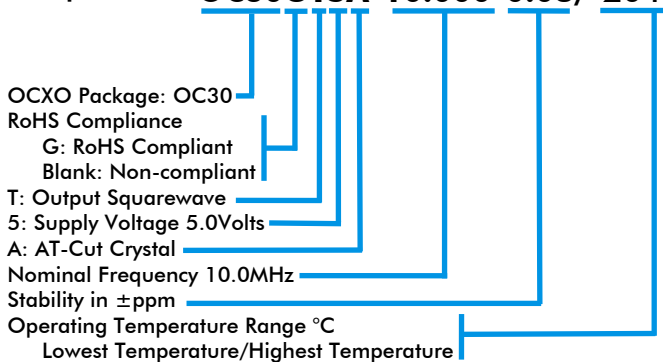 OCXO Package: OC30
RoHS Compliance
G: RoHS Compliant
Blank: Non-compliant
T: Output Squarewave
5: Supply Voltage 5.0Volts
A: AT-Cut Crystal
Nominal Frequency 10.0MHz
Stability in ±ppm
Operating Temperature Range °C
Lowest Temperature/Highest Temperature